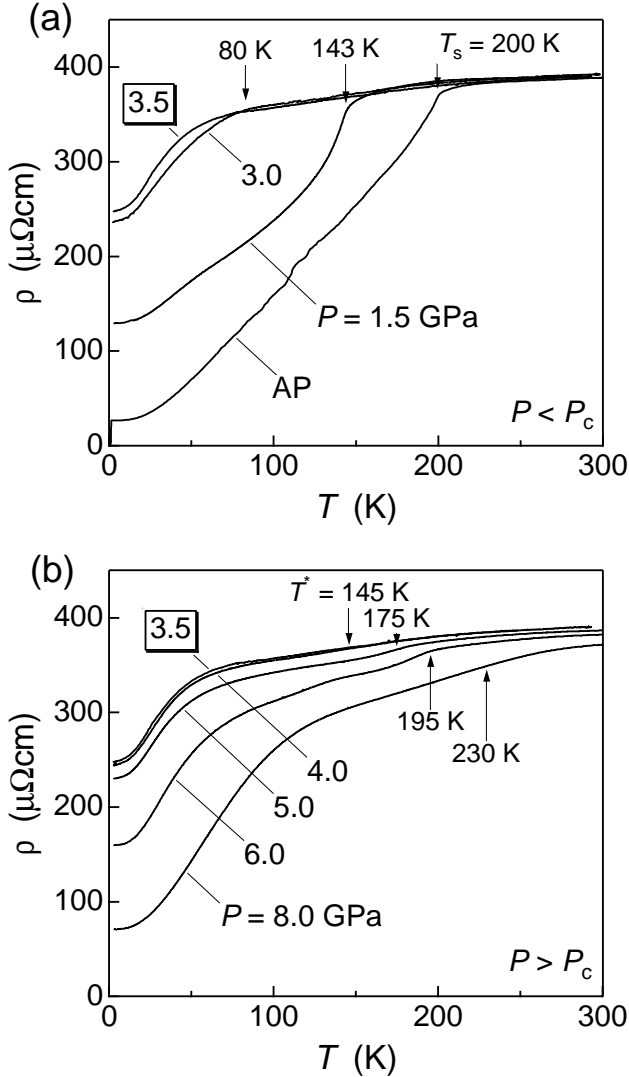 (a)
80 K 143 K T_s = 200 K
400
3.5
3.0
300
ρ (μΩcm)
200
P = 1.5 GPa
100
AP
P < P_c
0
0 100 200 300
T (K)
(b)
T^* = 145 K
400
175 K
3.5
300
195 K
230 K
4.0
ρ (μΩcm)
200
5.0
6.0
100
P = 8.0 GPa
P > P_c
0
0 100 200 300
T (K)